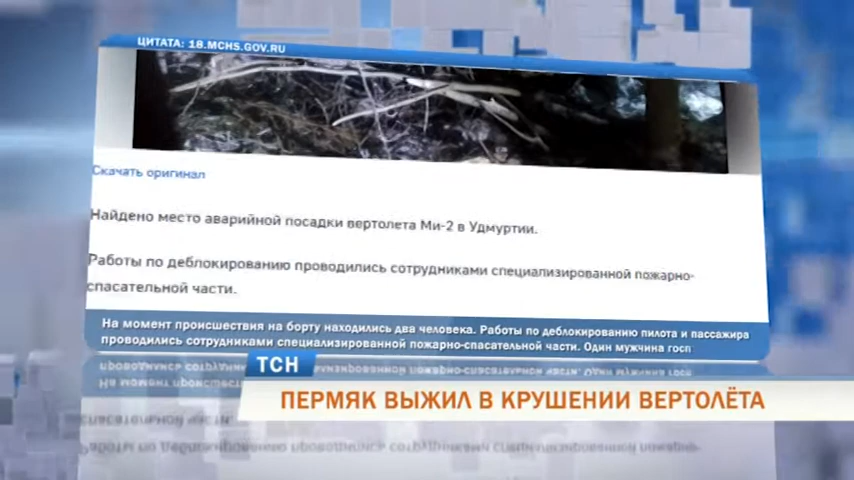 ЦИТАТА: 18.MCHS.GOV.RU
Скачать оригинал
Найдено место аварийной посадки вертолета Ми-2 в Удмуртии.
Работы по деблокированию проводились сотрудниками специализированной пожарно-
спасательной части.
На момент происшествия на борту находились два человека. Работы по деблокированию пилота и пассажира
проводились сотрудниками специализированной пожарно-спасательной части. Один мужчина госп
ТСН
ПЕРМЯК ВЫЖИЛ В КРУШЕНИИ ВЕРТОЛЁТА